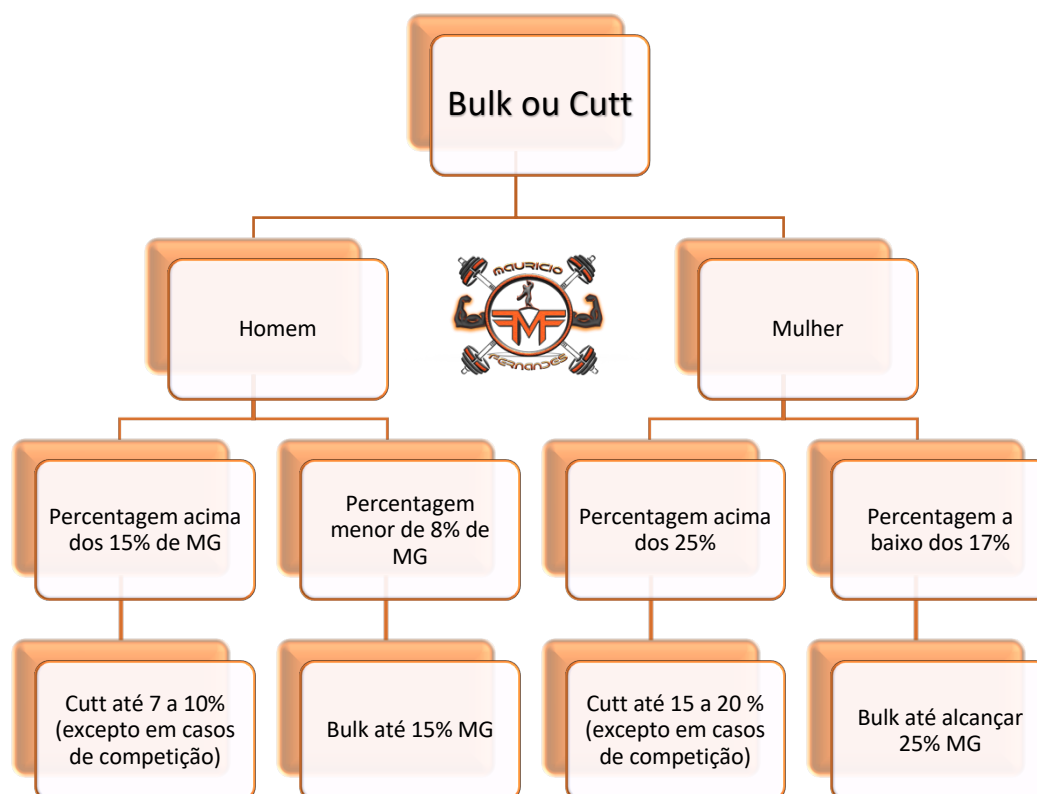 Bulk ou Cutt
MAURICIO
FMF
FERNANDES
Homem
Mulher
Percentagem acima
dos 15% de MG
Percentagem
menor de 8% de
MG
Percentagem acima
dos 25%
Percentagem a
baixo dos 17%
Cutt até 7 a 10%
(excepto em casos
de competição)
Bulk até 15% MG
Cutt até 15 a 20 %
(excepto em casos
de competição)
Bulk até alcançar
25% MG